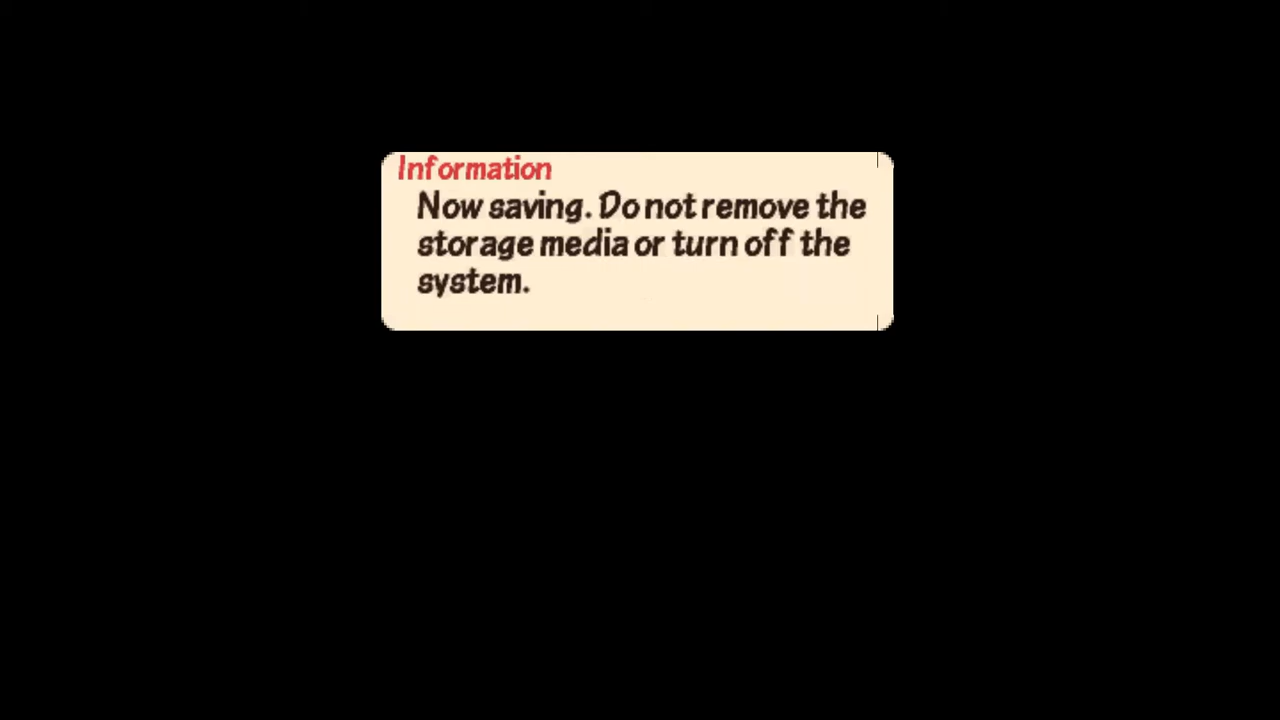 Information
Now saving. Do not remove the
storage media or turn off the
system.